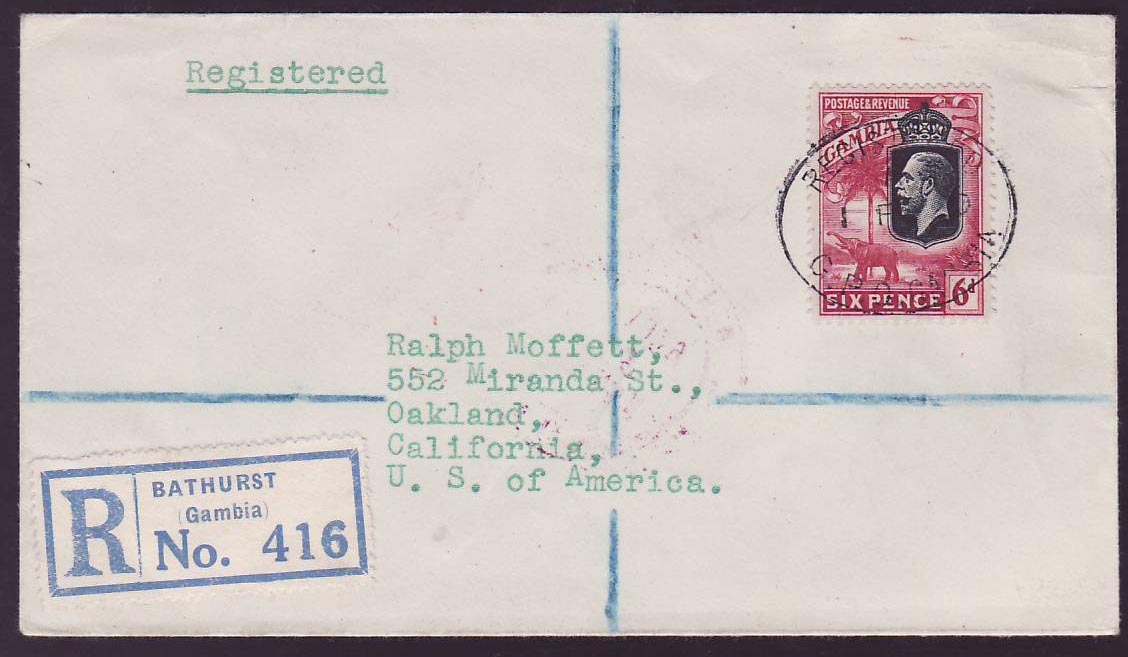 Registered
POSTAGE & REVENUE
GAMBIA
SIX PENCE 6d
Ralph Moffett,
552 Miranda St.,
Oakland,
California,
U. S. of America.
R
BATHURST
(Gambia)
No. 416